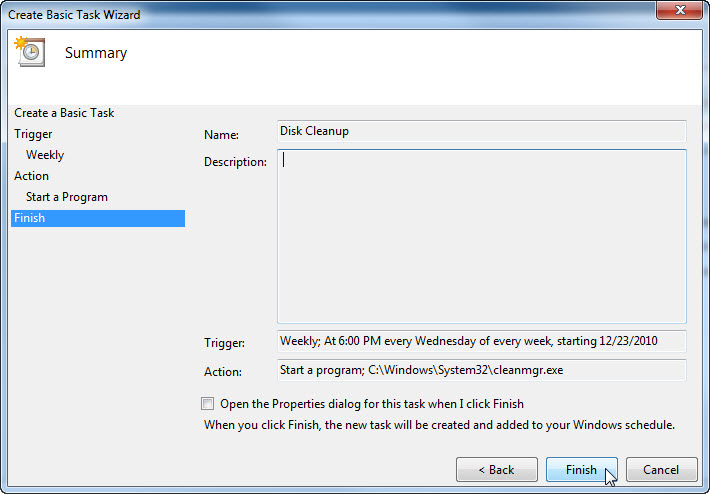 Create Basic Task Wizard
Summary
Create a Basic Task
Trigger
Weekly
Action
Start a Program
Finish
Name: Disk Cleanup
Description:
Trigger: Weekly; At 6:00 PM every Wednesday of every week, starting 12/23/2010
Action: Start a program; C:\Windows\System32\cleanmgr.exe
Open the Properties dialog for this task when I click Finish
When you click Finish, the new task will be created and added to your Windows schedule.
< Back Finish Cancel